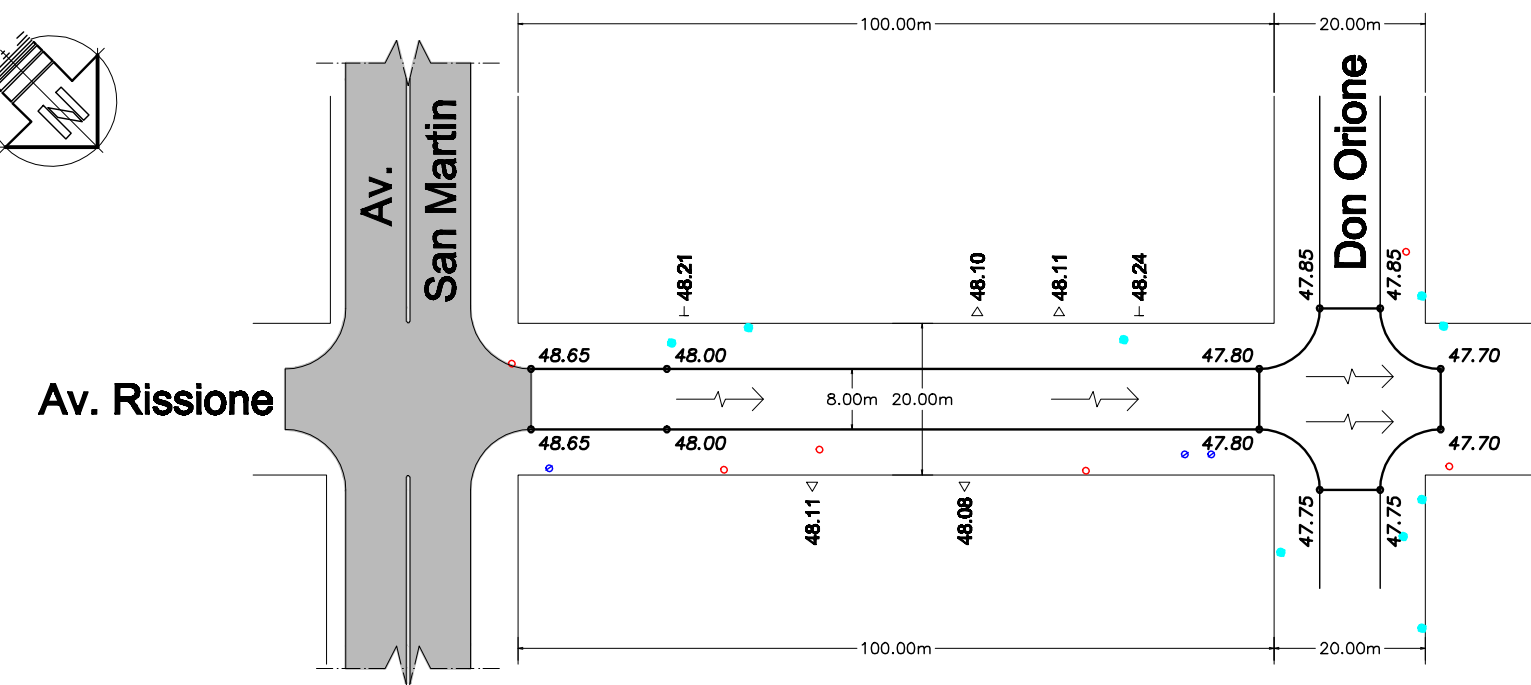 100.00m
20.00m
N
Av.
San Martin
Don Orione
48.21
48.10
48.11
48.24
47.85
47.85
48.65
48.00
47.80
47.70
Av. Rissione
8.00m
20.00m
48.65
48.00
47.80
47.70
48.11
48.08
47.75
47.75
100.00m
20.00m